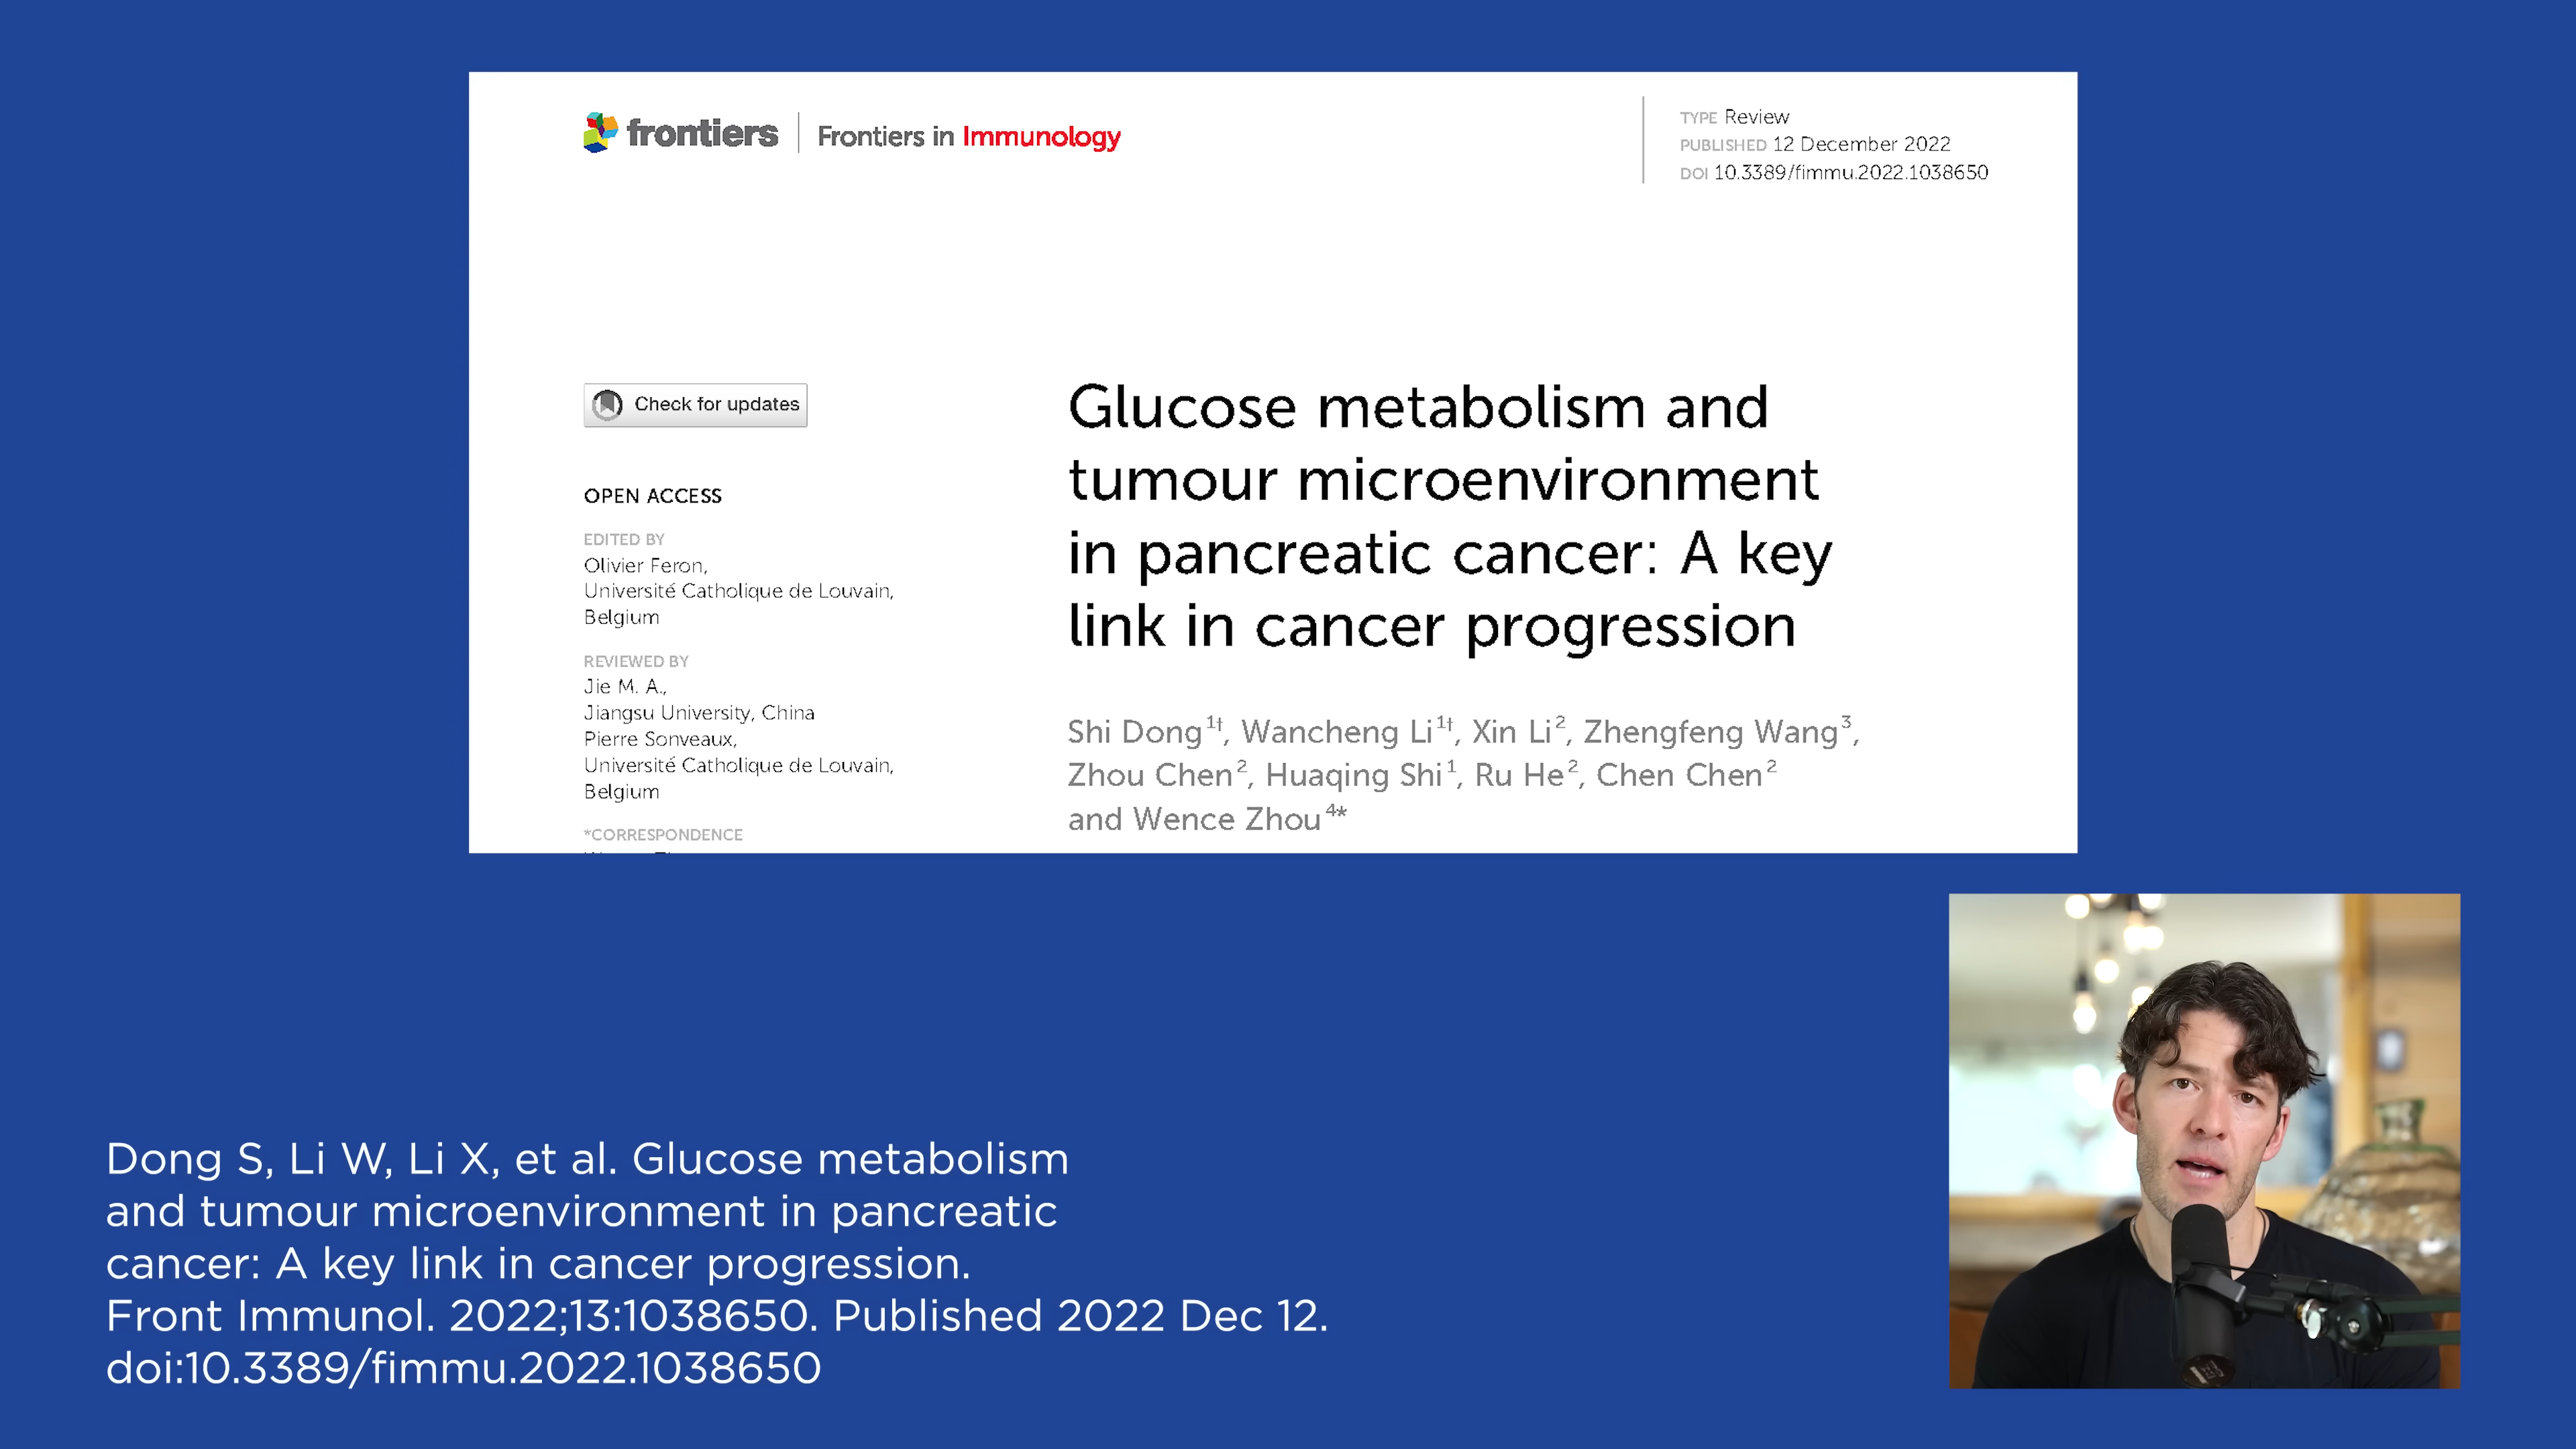 frontiers | Frontiers in Immunology
TYPE Review
PUBLISHED 12 December 2022
DOI 10.3389/fimmu.2022.1038650
Check for updates
OPEN ACCESS
EDITED BY
Olivier Feron,
Université Catholique de Louvain,
Belgium
REVIEWED BY
Jie M. A.,
Jiangsu University, China
Pierre Sonveaux,
Université Catholique de Louvain,
Belgium
*CORRESPONDENCE
Glucose metabolism and
tumour microenvironment
in pancreatic cancer: A key
link in cancer progression
Shi Dong1†, Wancheng Li1†, Xin Li2, Zhengfeng Wang3,
Zhou Chen2, Huaqing Shi1, Ru He2, Chen Chen2
and Wence Zhou4*
Dong S, Li W, Li X, et al. Glucose metabolism
and tumour microenvironment in pancreatic
cancer: A key link in cancer progression.
Front Immunol. 2022;13:1038650. Published 2022 Dec 12.
doi:10.3389/fimmu.2022.1038650